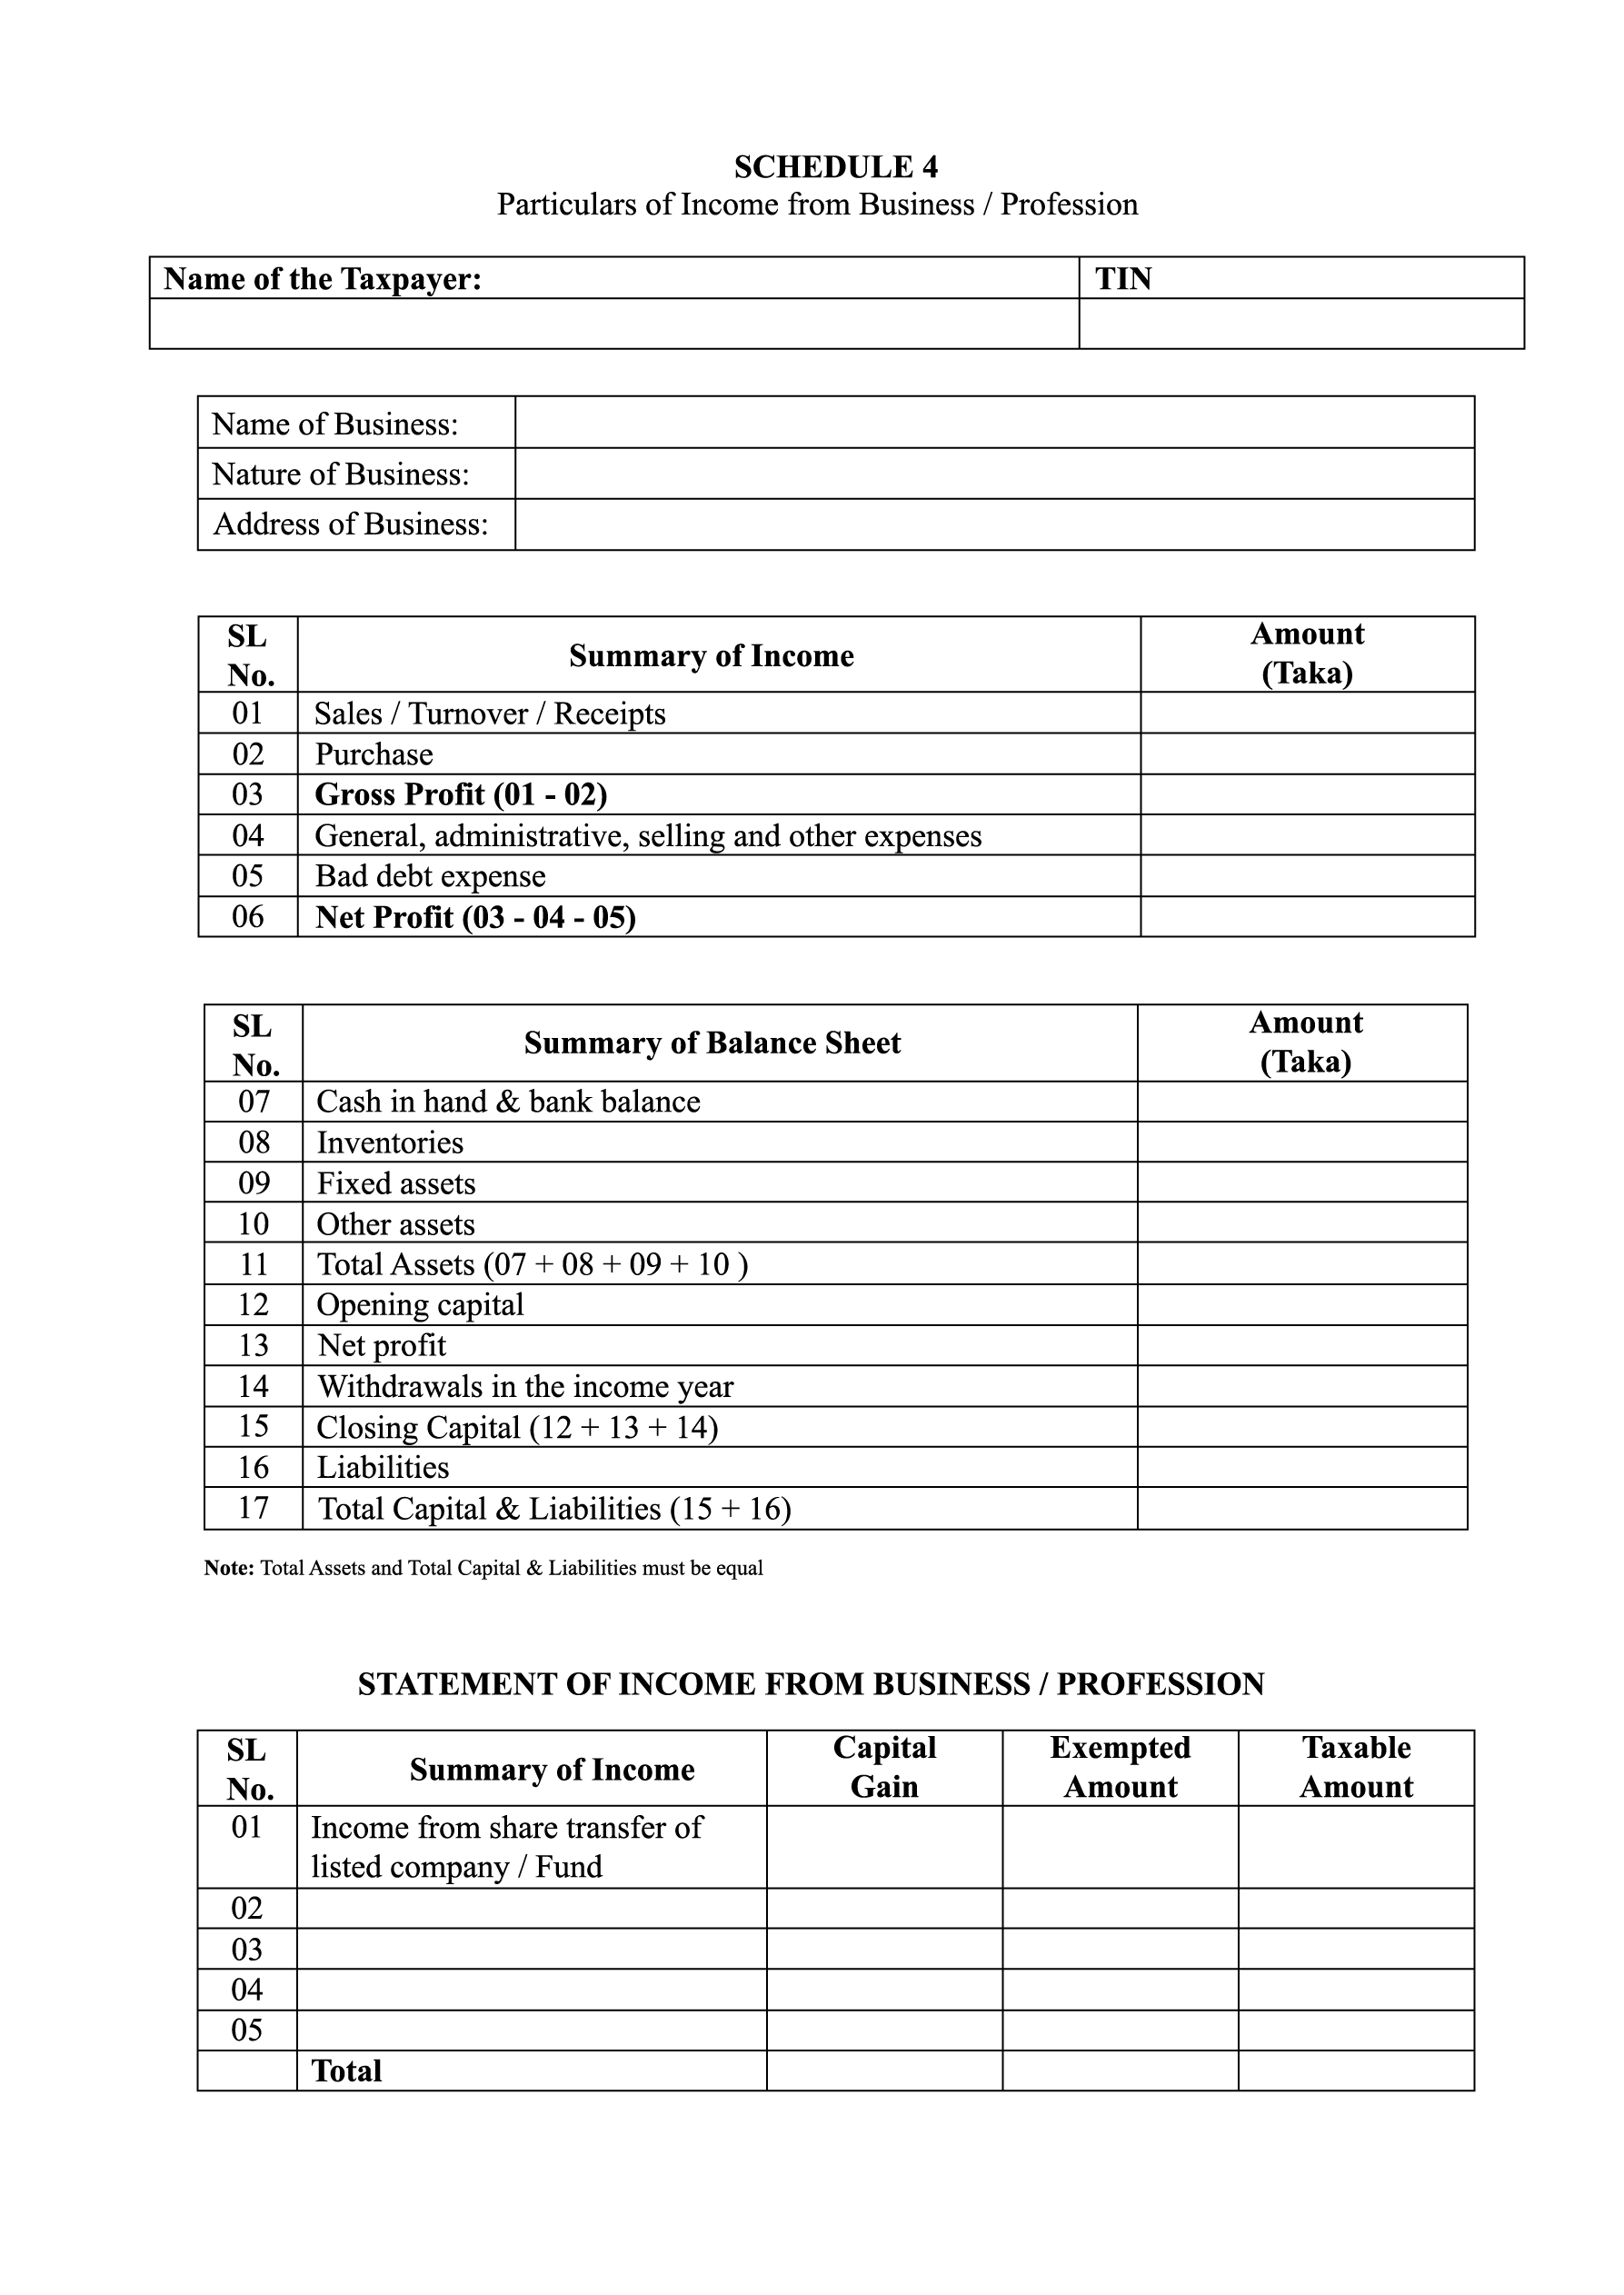 SCHEDULE 4
Particulars of Income from Business / Profession
Name of the Taxpayer: TIN
Name of Business:
Nature of Business:
Address of Business:
SL No. Summary of Income Amount (Taka)
01 Sales / Turnover / Receipts
02 Purchase
03 Gross Profit (01 - 02)
04 General, administrative, selling and other expenses
05 Bad debt expense
06 Net Profit (03 - 04 - 05)
SL No. Summary of Balance Sheet Amount (Taka)
07 Cash in hand & bank balance
08 Inventories
09 Fixed assets
10 Other assets
11 Total Assets (07 + 08 + 09 + 10 )
12 Opening capital
13 Net profit
14 Withdrawals in the income year
15 Closing Capital (12 + 13 + 14)
16 Liabilities
17 Total Capital & Liabilities (15 + 16)
Note: Total Assets and Total Capital & Liabilities must be equal
STATEMENT OF INCOME FROM BUSINESS / PROFESSION
SL No. Summary of Income Capital Gain Exempted Amount Taxable Amount
01 Income from share transfer of
listed company / Fund
02
03
04
05
Total